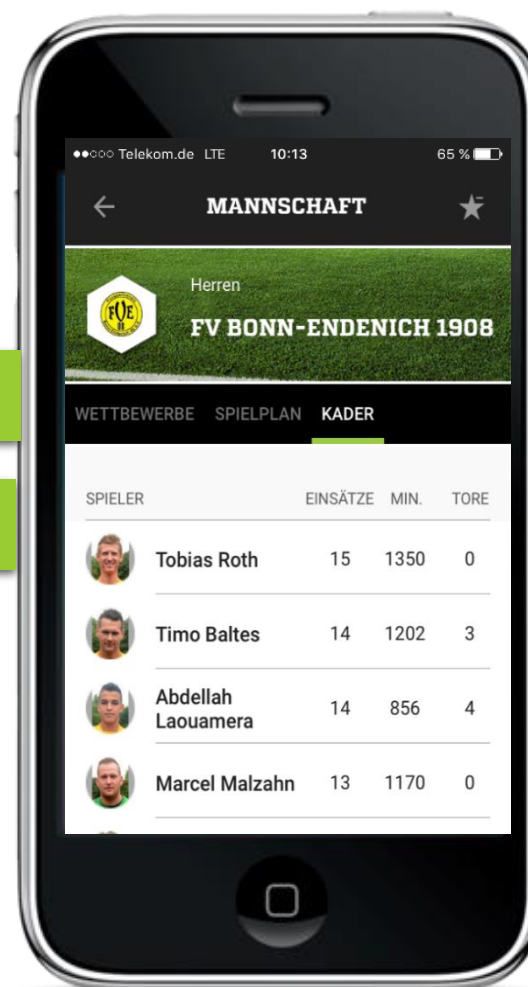 Telekom.de LTE 10:13 65 %
MANNSCHAFT
Herren
FVE
FV BONN-ENDENICH 1908
WETTBEWERBE SPIELPLAN KADER
SPIELER EINSÄTZE MIN. TORE
Tobias Roth 15 1350 0
Timo Baltes 14 1202 3
Abdellah
Laouamera 14 856 4
Marcel Malzahn 13 1170 0